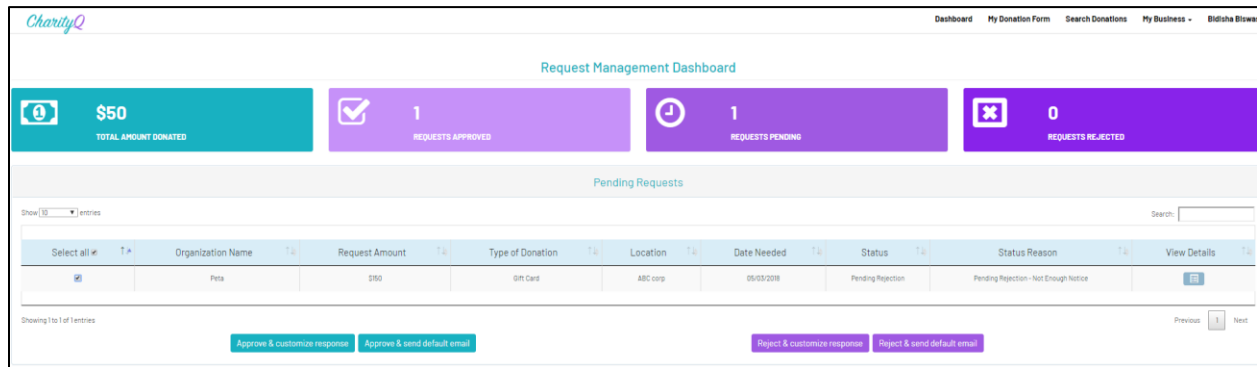 CharityQ
Dashboard My Donation Form Search Donations My Business Bidisha Biswas
Request Management Dashboard
$50
TOTAL AMOUNT DONATED
1
REQUESTS APPROVED
1
REQUESTS PENDING
0
REQUESTS REJECTED
Pending Requests
Show 10 entries
Search:
Select all Organization Name Request Amount Type of Donation Location Date Needed Status Status Reason View Details
Peta $150 Gift Card ABC corp 05/03/2018 Pending Rejection Pending Rejection - Not Enough Notice
Showing 1 to 1 of 1 entries
Previous 1 Next
Approve & customize response Approve & send default email Reject & customize response Reject & send default email